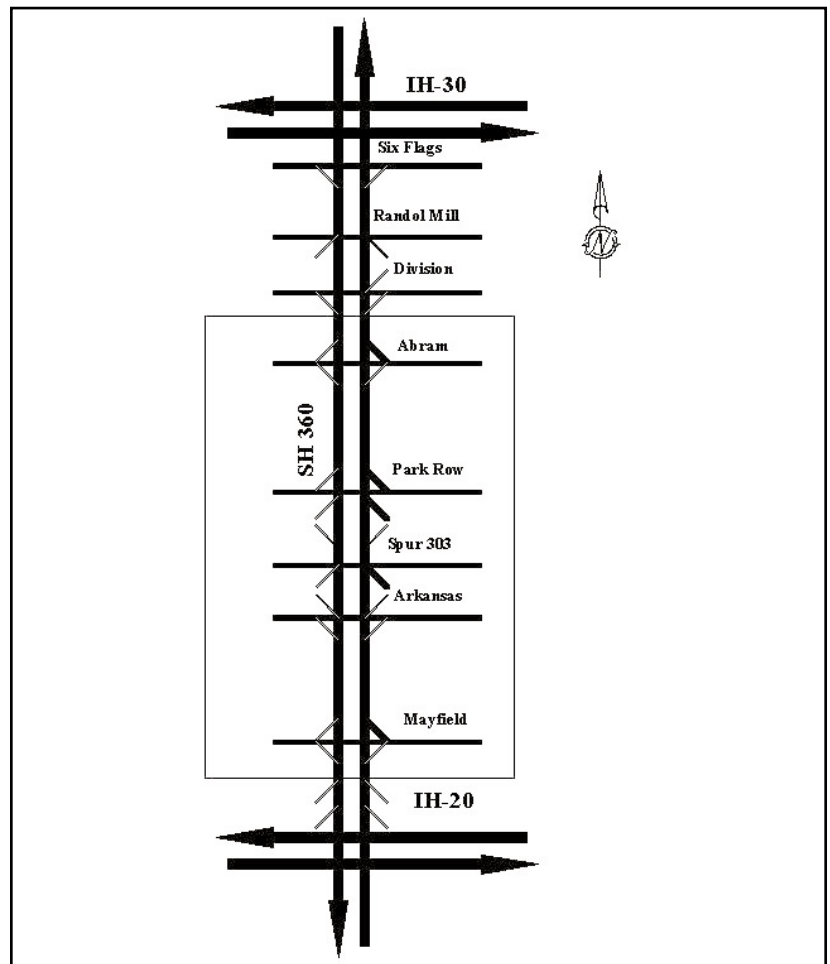 IH-30
Six Flags
Randol Mill
Division
Abram
SH 360
Park Row
Spur 303
Arkansas
Mayfield
IH-20
N